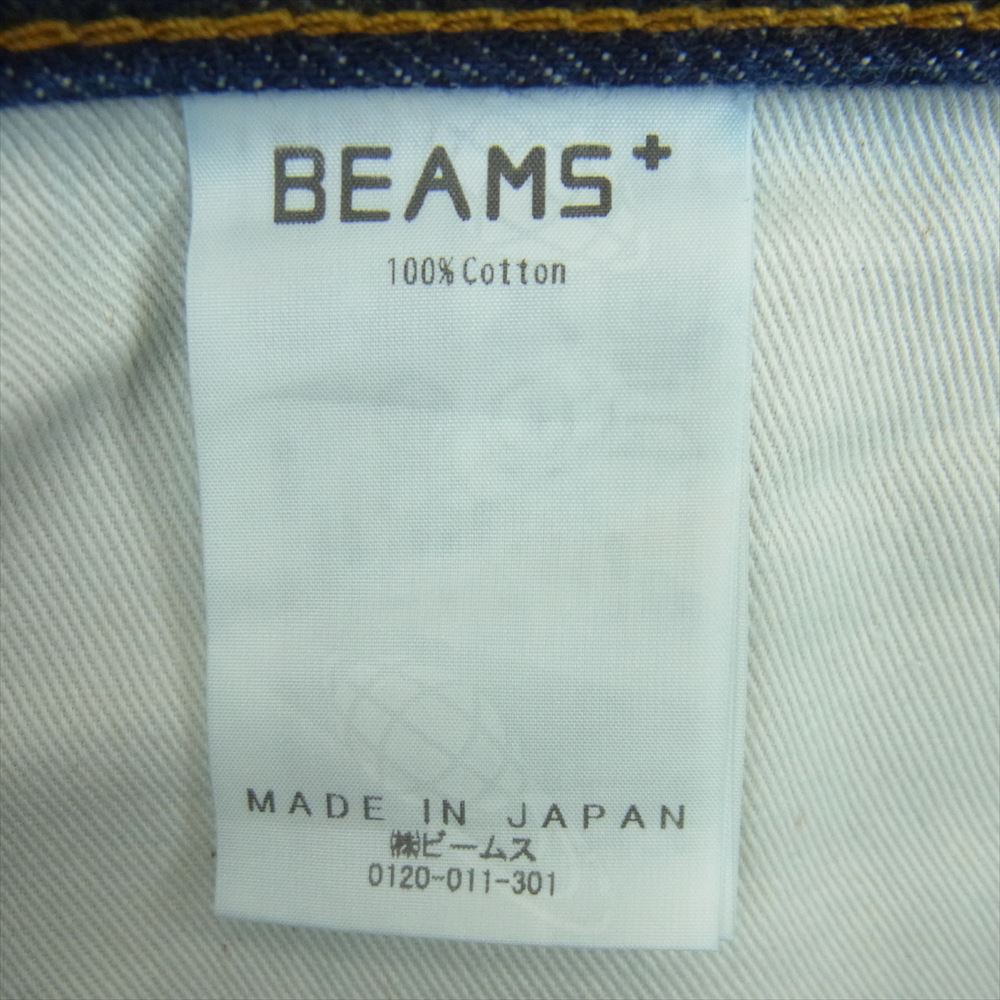 BEAMS+
100% Cotton
MADE IN JAPAN
㈱ビームス
0120-011-301